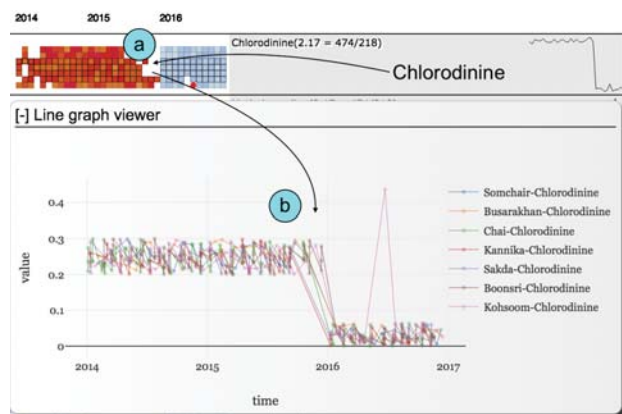 2014 2015 2016
a
Chlorodinine(2.17 = 474/218)
Chlorodinine
[-] Line graph viewer
b
0.4
0.3
0.2
0.1
0
value
2014 2015 2016 2017
time
Somchair-Chlorodinine
Busarakhan-Chlorodinine
Chai-Chlorodinine
Kannika-Chlorodinine
Sakda-Chlorodinine
Boonsri-Chlorodinine
Kohsoom-Chlorodinine